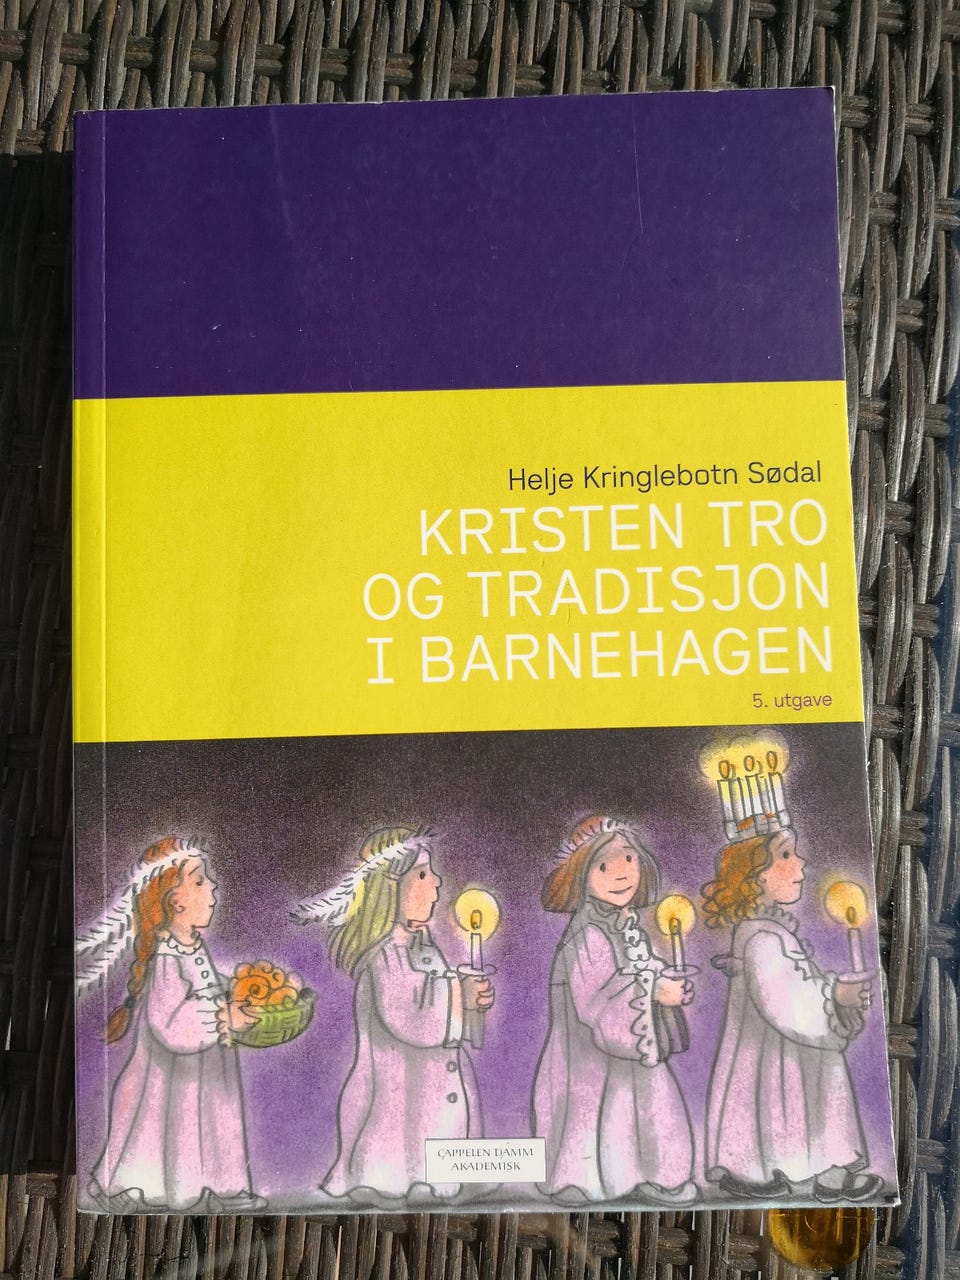 Helje Kringlebotn Sødal
KRISTEN TRO
OG TRADISJON
I BARNEHAGEN
5. utgave
CAPPELEN DAMM
AKADEMISK